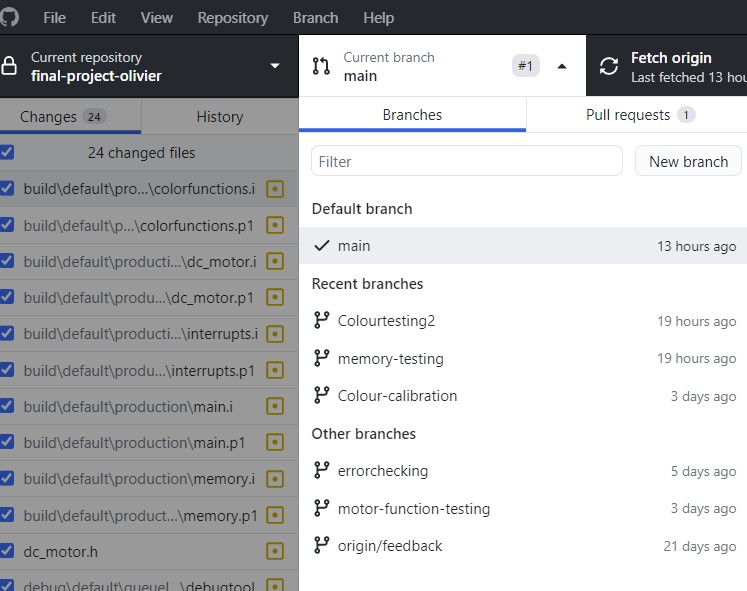 File Edit View Repository Branch Help
Current repository
final-project-olivier
Current branch
main
#1
Fetch origin
Last fetched 13 hou
Changes 24
History
24 changed files
build\default\pro...\colorfunctions.i
build\default\p...\colorfunctions.p1
build\default\producti...\dc_motor.i
build\default\produ...\dc_motor.p1
build\default\producti...\interrupts.i
build\default\produ...\interrupts.p1
build\default\production\main.i
build\default\production\main.p1
build\default\production\memory.i
build\default\product...\memory.p1
dc_motor.h
debug\default\queuel...\debugtool
Branches
Pull requests 1
Filter
New branch
Default branch
main 13 hours ago
Recent branches
Colourtesting2 19 hours ago
memory-testing 19 hours ago
Colour-calibration 3 days ago
Other branches
errorchecking 5 days ago
motor-function-testing 3 days ago
origin/feedback 21 days ago